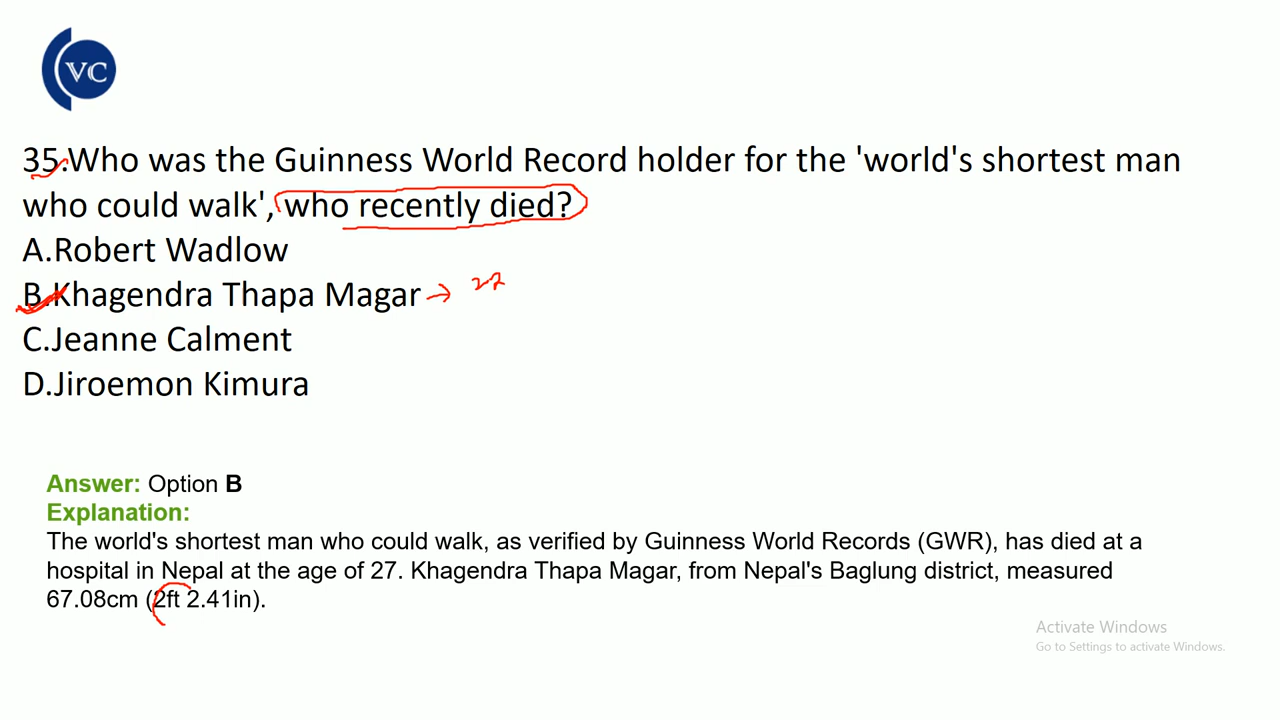 VC
35.Who was the Guinness World Record holder for the 'world's shortest man
who could walk', who recently died?
A.Robert Wadlow
B.Khagendra Thapa Magar → 27
C.Jeanne Calment
D.Jiroemon Kimura
Answer: Option B
Explanation:
The world's shortest man who could walk, as verified by Guinness World Records (GWR), has died at a
hospital in Nepal at the age of 27. Khagendra Thapa Magar, from Nepal's Baglung district, measured
67.08cm (2ft 2.41in).
Activate Windows
Go to Settings to activate Windows.